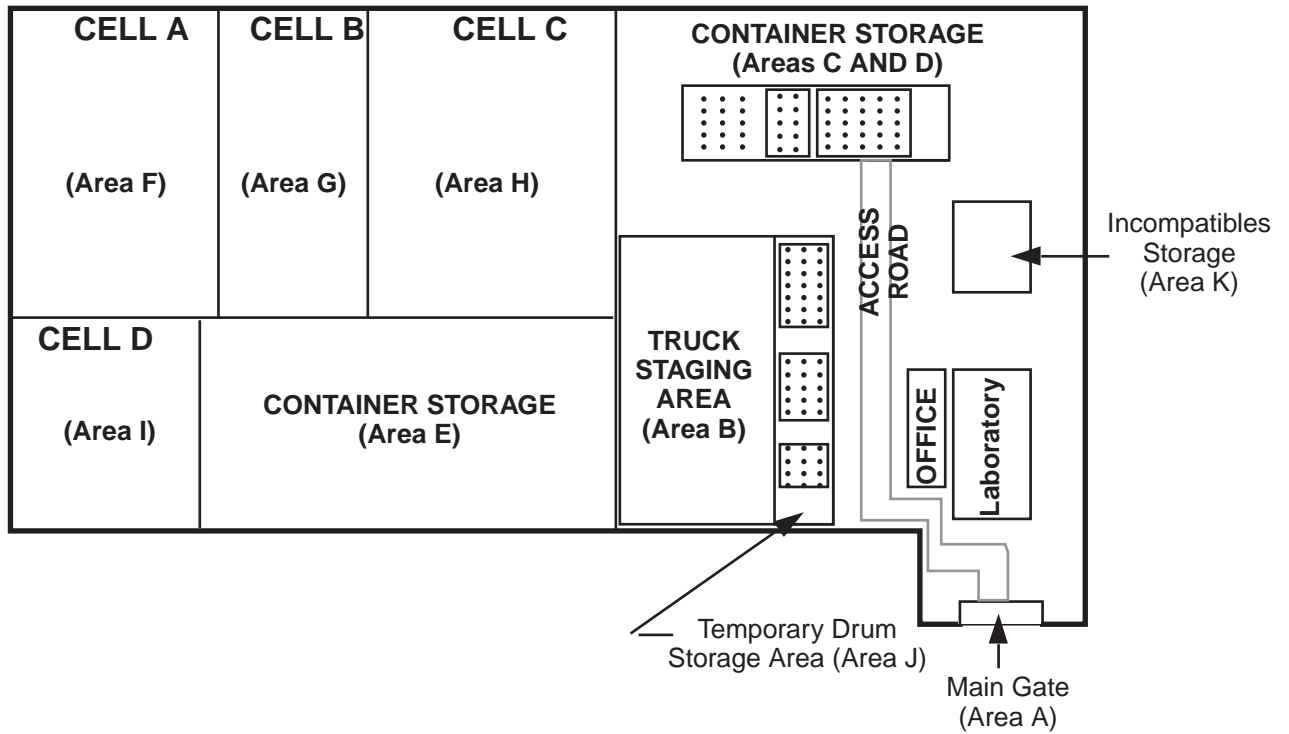 CELL A
CELL B
CELL C
CONTAINER STORAGE
(Areas C AND D)
(Area F)
(Area G)
(Area H)
ACCESS
ROAD
Incompatibles
Storage
(Area K)
CELL D
(Area I)
CONTAINER STORAGE
(Area E)
TRUCK
STAGING
AREA
(Area B)
OFFICE
Laboratory
Temporary Drum
Storage Area (Area J)
Main Gate
(Area A)